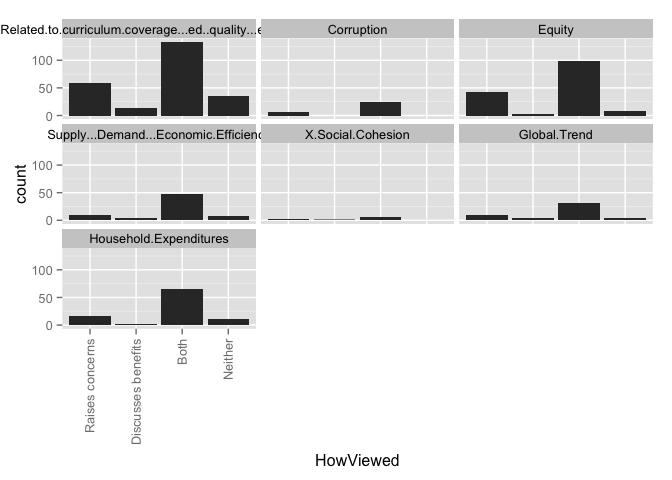 Related.to.curriculum.coverage...ed..quality...e
Corruption
Equity
100
50
0
Supply...Demand...Economic.Efficienc
X.Social.Cohesion
Global.Trend
100
50
0
count
Household.Expenditures
100
50
0
Raises concerns
Discusses benefits
Both
Neither
HowViewed